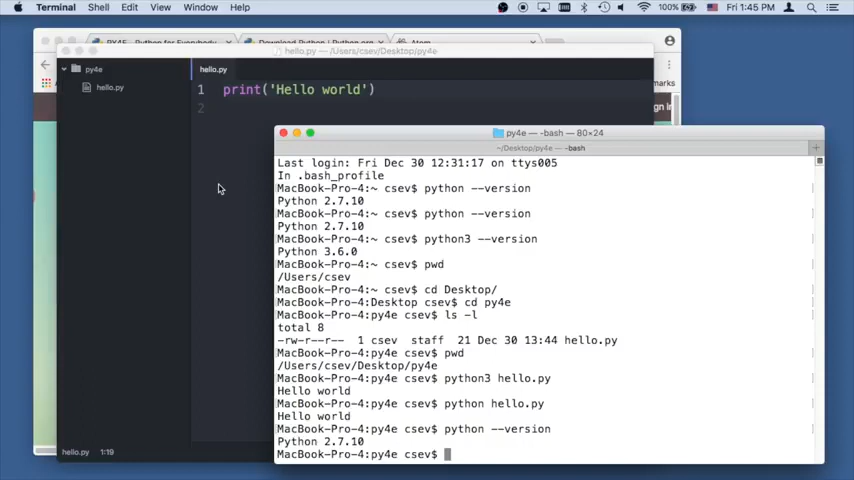 Terminal Shell Edit View Window Help 100% Fri 1:45 PM
PY4E - Python for Everybody Download Python Atom
hello.py — /Users/csev/Desktop/py4e
py4e
hello.py
hello.py
1 print('Hello world')
2
marks
py4e — -bash — 80×24
~/Desktop/py4e — -bash
Last login: Fri Dec 30 12:31:17 on ttys005
In .bash_profile
MacBook-Pro-4:~ csev$ python --version
Python 2.7.10
MacBook-Pro-4:~ csev$ python --version
Python 2.7.10
MacBook-Pro-4:~ csev$ python3 --version
Python 3.6.0
MacBook-Pro-4:~ csev$ pwd
/Users/csev
MacBook-Pro-4:~ csev$ cd Desktop/
MacBook-Pro-4:Desktop csev$ cd py4e
MacBook-Pro-4:py4e csev$ ls -l
total 8
-rw-r--r-- 1 csev staff 21 Dec 30 13:44 hello.py
MacBook-Pro-4:py4e csev$ pwd
/Users/csev/Desktop/py4e
MacBook-Pro-4:py4e csev$ python3 hello.py
Hello world
MacBook-Pro-4:py4e csev$ python hello.py
Hello world
MacBook-Pro-4:py4e csev$ python --version
Python 2.7.10
MacBook-Pro-4:py4e csev$
hello.py 1:19